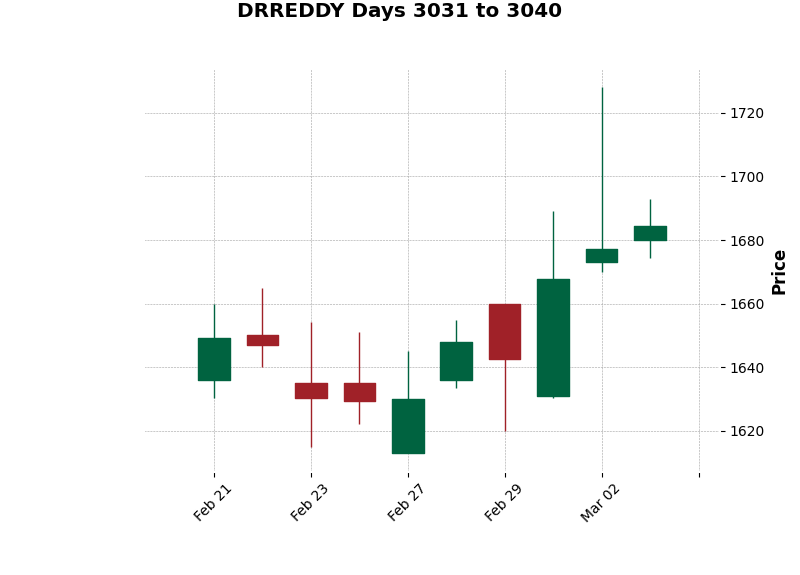 DRREDDY Days 3031 to 3040
1720
1700
1680
1660
1640
1620
Price
Feb 21
Feb 23
Feb 27
Feb 29
Mar 02